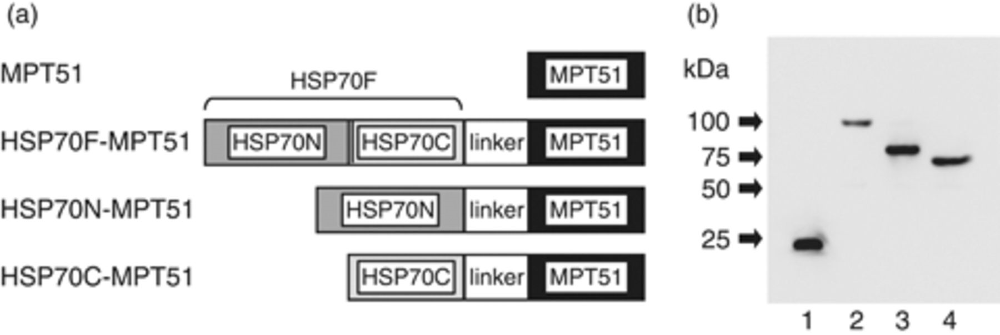 (a)
MPT51
HSP70F
MPT51
HSP70F-MPT51
HSP70N
HSP70C
linker
MPT51
HSP70N-MPT51
HSP70N
linker
MPT51
HSP70C-MPT51
HSP70C
linker
MPT51
(b)
kDa
100
75
50
25
1 2 3 4